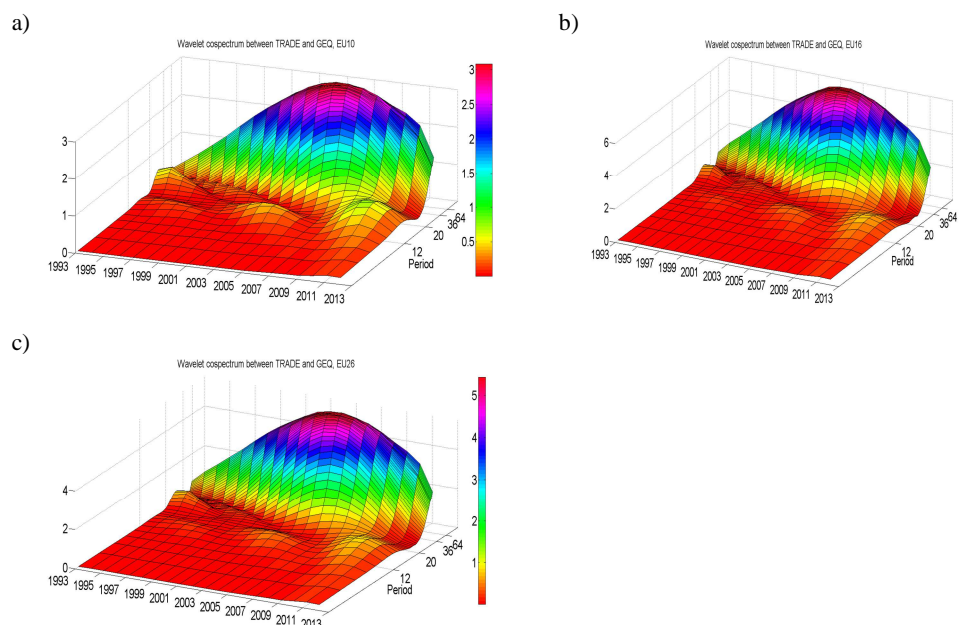 a)
Wavelet cospectrum between TRADE and GEQ, EU10
3
2
1
0
1993 1995 1997 1999 2001 2003 2005 2007 2009 2011 2013
12 20 36 64
Period
3
2.5
2
1.5
1
0.5
b)
Wavelet cospectrum between TRADE and GEQ, EU16
6
4
2
0
1993 1995 1997 1999 2001 2003 2005 2007 2009 2011 2013
12 20 36 64
Period
c)
Wavelet cospectrum between TRADE and GEQ, EU26
4
2
0
1993 1995 1997 1999 2001 2003 2005 2007 2009 2011 2013
12 20 36 64
Period
5
4
3
2
1